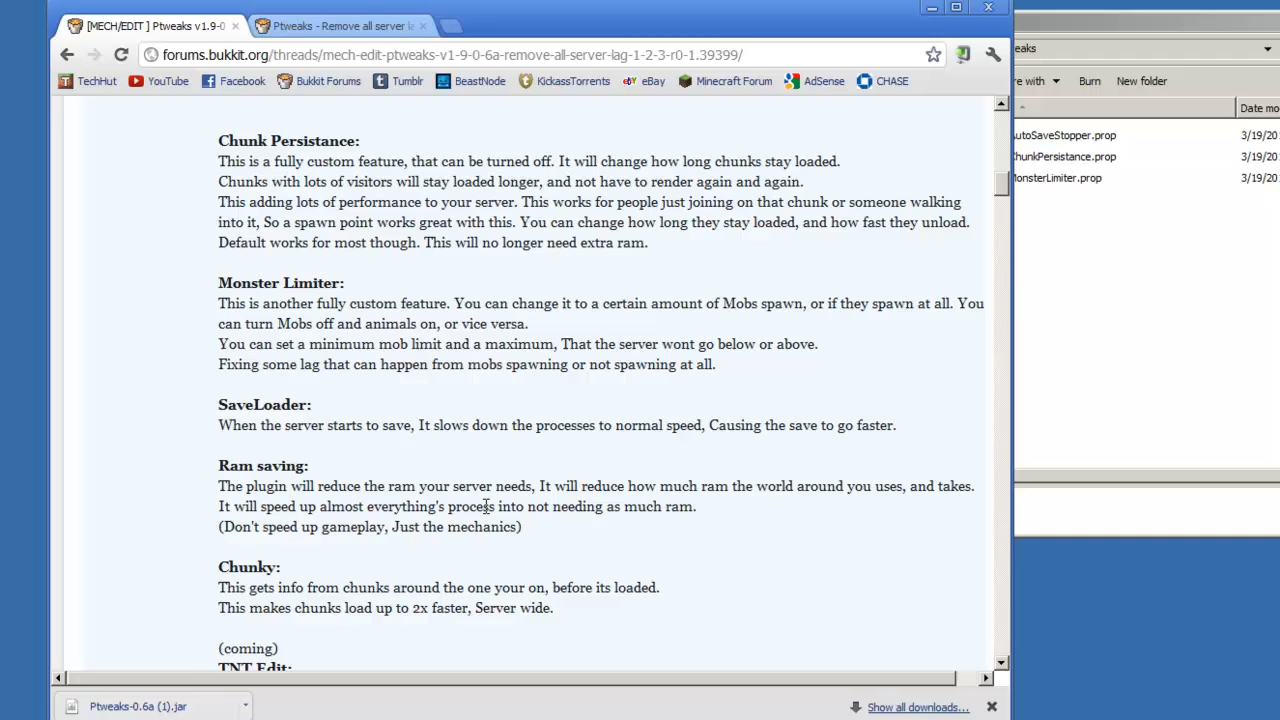 [MECH/EDIT ] Ptweaks v1.9-0
Ptweaks - Remove all server la
forums.bukkit.org/thread/mech-edit-ptweaks-v1-9-0-6a-remove-all-server-lag-1-2-3-r0-1.39399/
TechHut YouTube Facebook Bukkit Forums Tumblr BeastNode KickassTorrents eBay Minecraft Forum AdSense CHASE
Chunk Persistance:
This is a fully custom feature, that can be turned off. It will change how long chunks stay loaded.
Chunks with lots of visitors will stay loaded longer, and not have to render again and again.
This adding lots of performance to your server. This works for people just joining on that chunk or someone walking
into it, So a spawn point works great with this. You can change how long they stay loaded, and how fast they unload.
Default works for most though. This will no longer need extra ram.
Monster Limiter:
This is another fully custom feature. You can change it to a certain amount of Mobs spawn, or if they spawn at all. You
can turn Mobs off and animals on, or vice versa.
You can set a minimum mob limit and a maximum, That the server wont go below or above.
Fixing some lag that can happen from mobs spawning or not spawning at all.
SaveLoader:
When the server starts to save, It slows down the processes to normal speed, Causing the save to go faster.
Ram saving:
The plugin will reduce the ram your server needs, It will reduce how much ram the world around you uses, and takes.
It will speed up almost everything's process into not needing as much ram.
(Don't speed up gameplay, Just the mechanics)
Chunky:
This gets info from chunks around the one your on, before its loaded.
This makes chunks load up to 2x faster, Server wide.
(coming)
TNT Edit:
Ptweaks-0.6a (1).jar
Show all downloads...
eaks
re with Burn New folder
Date mo
AutoSaveStopper.prop 3/19/20
ChunkPersistance.prop 3/19/20
MonsterLimiter.prop 3/19/20